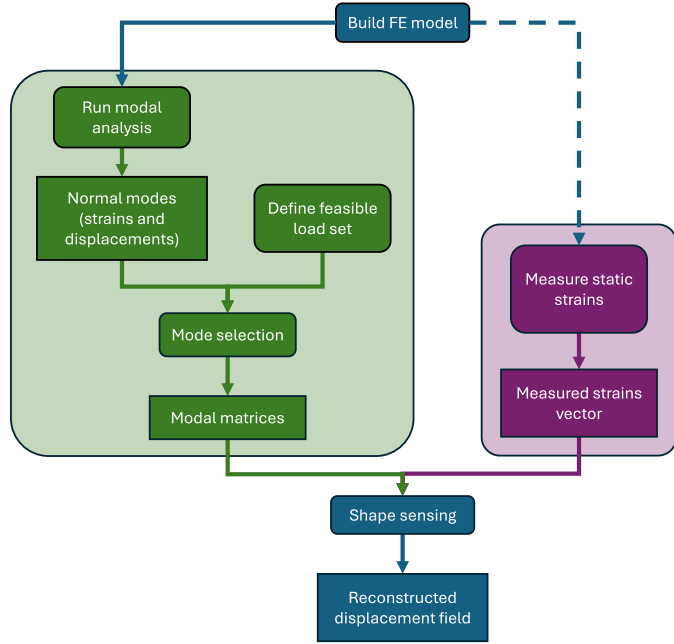 Build FE model
Run modal
analysis
Normal modes
(strains and
displacements)
Define feasible
load set
Mode selection
Modal matrices
Measure static
strains
Measured strains
vector
Shape sensing
Reconstructed
displacement field